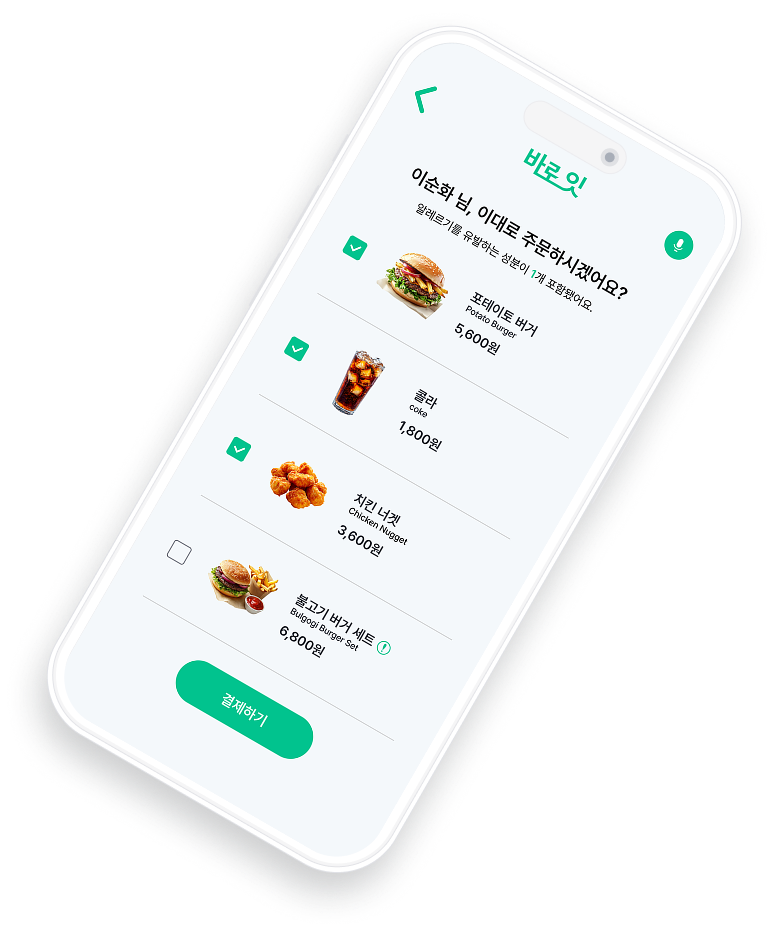 바로 잇
이순화 님, 이대로 주문하시겠어요?
알레르기를 유발하는 성분이 1개 포함됐어요.
포테이토 버거
Potato Burger
5,600원
콜라
coke
1,800원
치킨 너겟
Chicken Nugget
3,600원
불고기 버거 세트
Bulgogi Burger Set
6,800원
결제하기